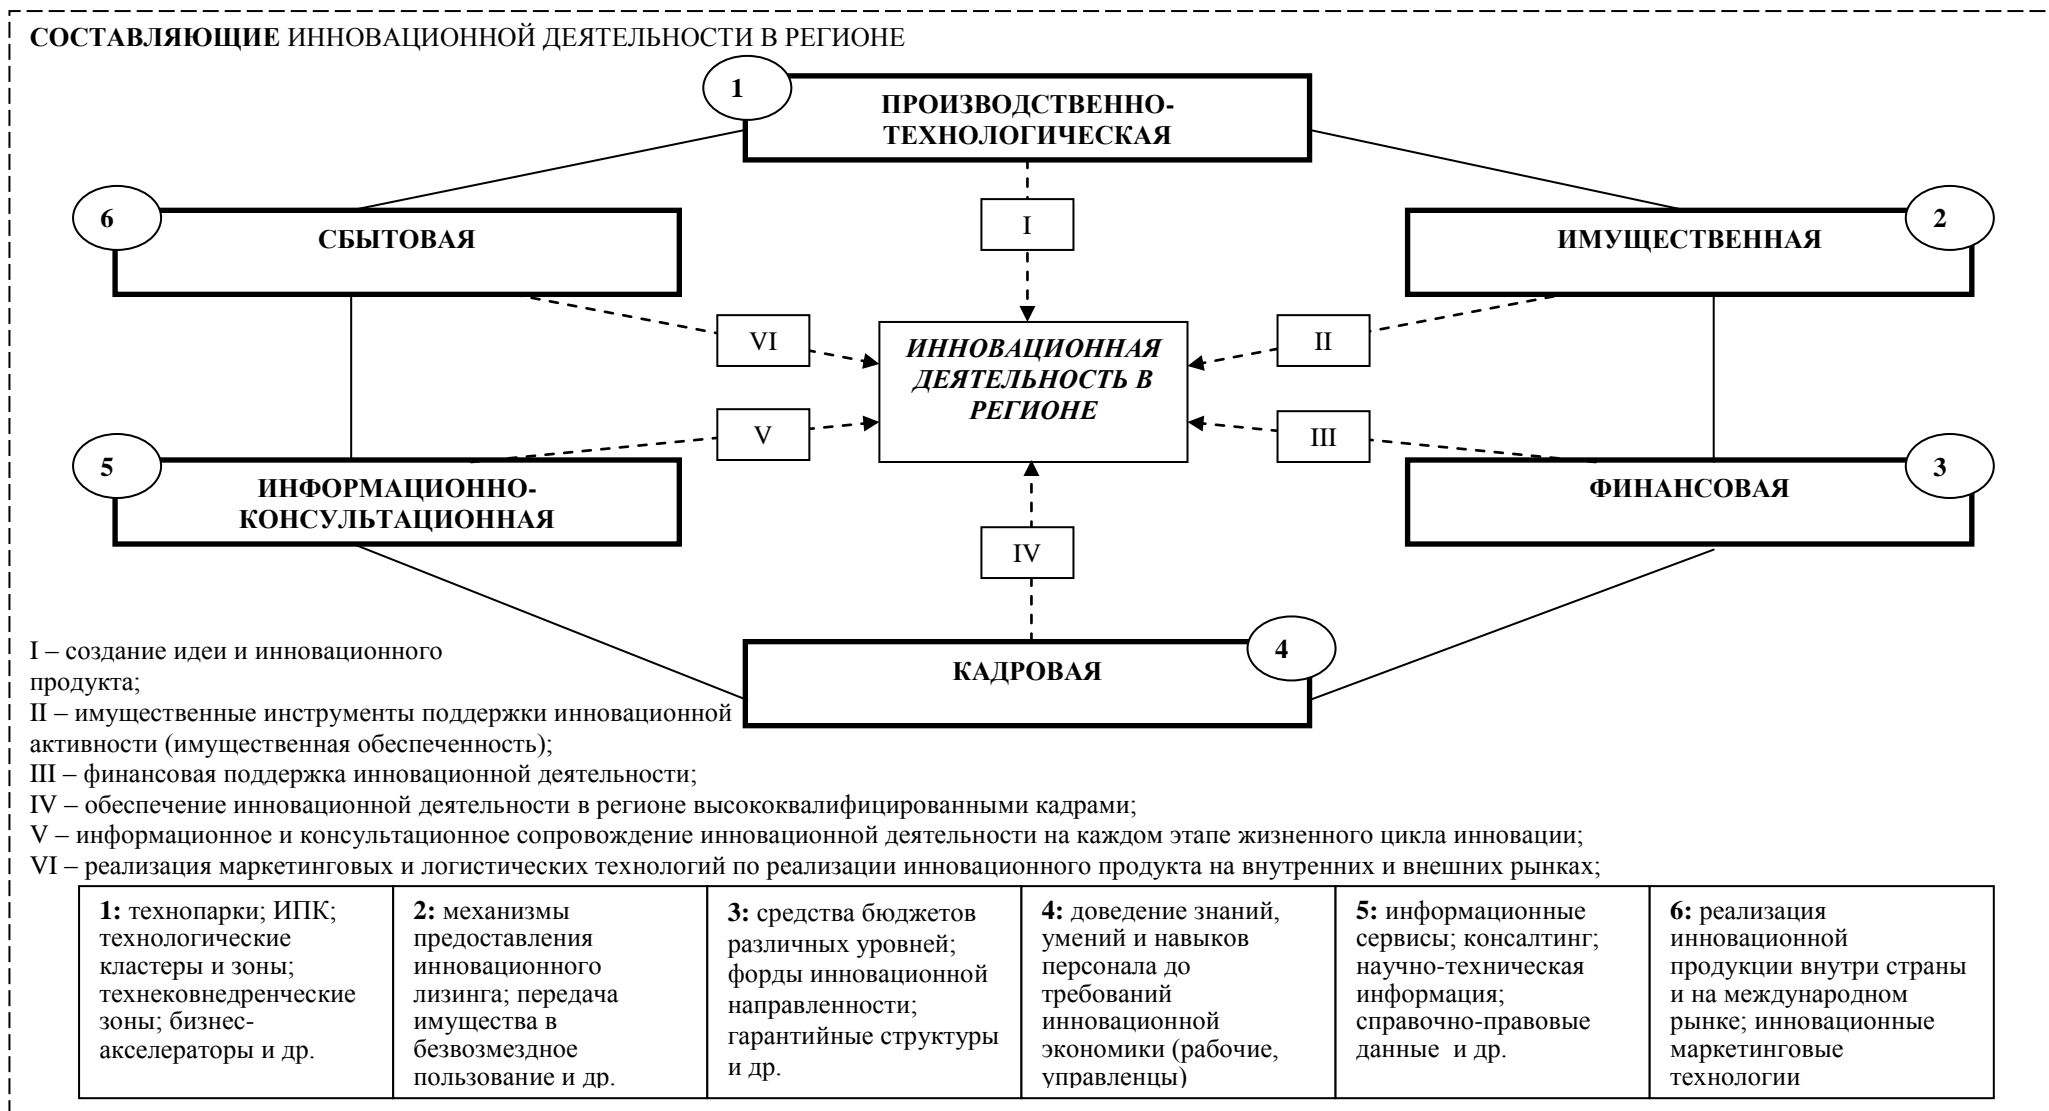 СОСТАВЛЯЮЩИЕ ИННОВАЦИОННОЙ ДЕЯТЕЛЬНОСТИ В РЕГИОНЕ
1
ПРОИЗВОДСТВЕННО-
ТЕХНОЛОГИЧЕСКАЯ
6
СБЫТОВАЯ
I
ИМУЩЕСТВЕННАЯ
2
VI
ИННОВАЦИОННАЯ
ДЕЯТЕЛЬНОСТЬ В
РЕГИОНЕ
II
V
III
5
ИНФОРМАЦИОННО-
КОНСУЛЬТАЦИОННАЯ
ФИНАНСОВАЯ
3
IV
КАДРОВАЯ
4
I – создание идеи и инновационного
продукта;
II – имущественные инструменты поддержки инновационной
активности (имущественная обеспеченность);
III – финансовая поддержка инновационной деятельности;
IV – обеспечение инновационной деятельности в регионе высококвалифицированными кадрами;
V – информационное и консультационное сопровождение инновационной деятельности на каждом этапе жизненного цикла инновации;
VI – реализация маркетинговых и логистических технологий по реализации инновационного продукта на внутренних и внешних рынках;
1: технопарки; ИПК;
технологические
кластеры и зоны;
технековнедренческие
зоны; бизнес-
акселераторы и др.
2: механизмы
предоставления
инновационного
лизинга; передача
имущества в
безвозмездное
пользование и др.
3: средства бюджетов
различных уровней;
форды инновационной
направленности;
гарантийные структуры
и др.
4: доведение знаний,
умений и навыков
персонала до
требований
инновационной
экономики (рабочие,
управленцы)
5: информационные
сервисы; консалтинг;
научно-техническая
информация;
справочно-правовые
данные и др.
6: реализация
инновационной
продукции внутри страны
и на международном
рынке; инновационные
маркетинговые
технологии